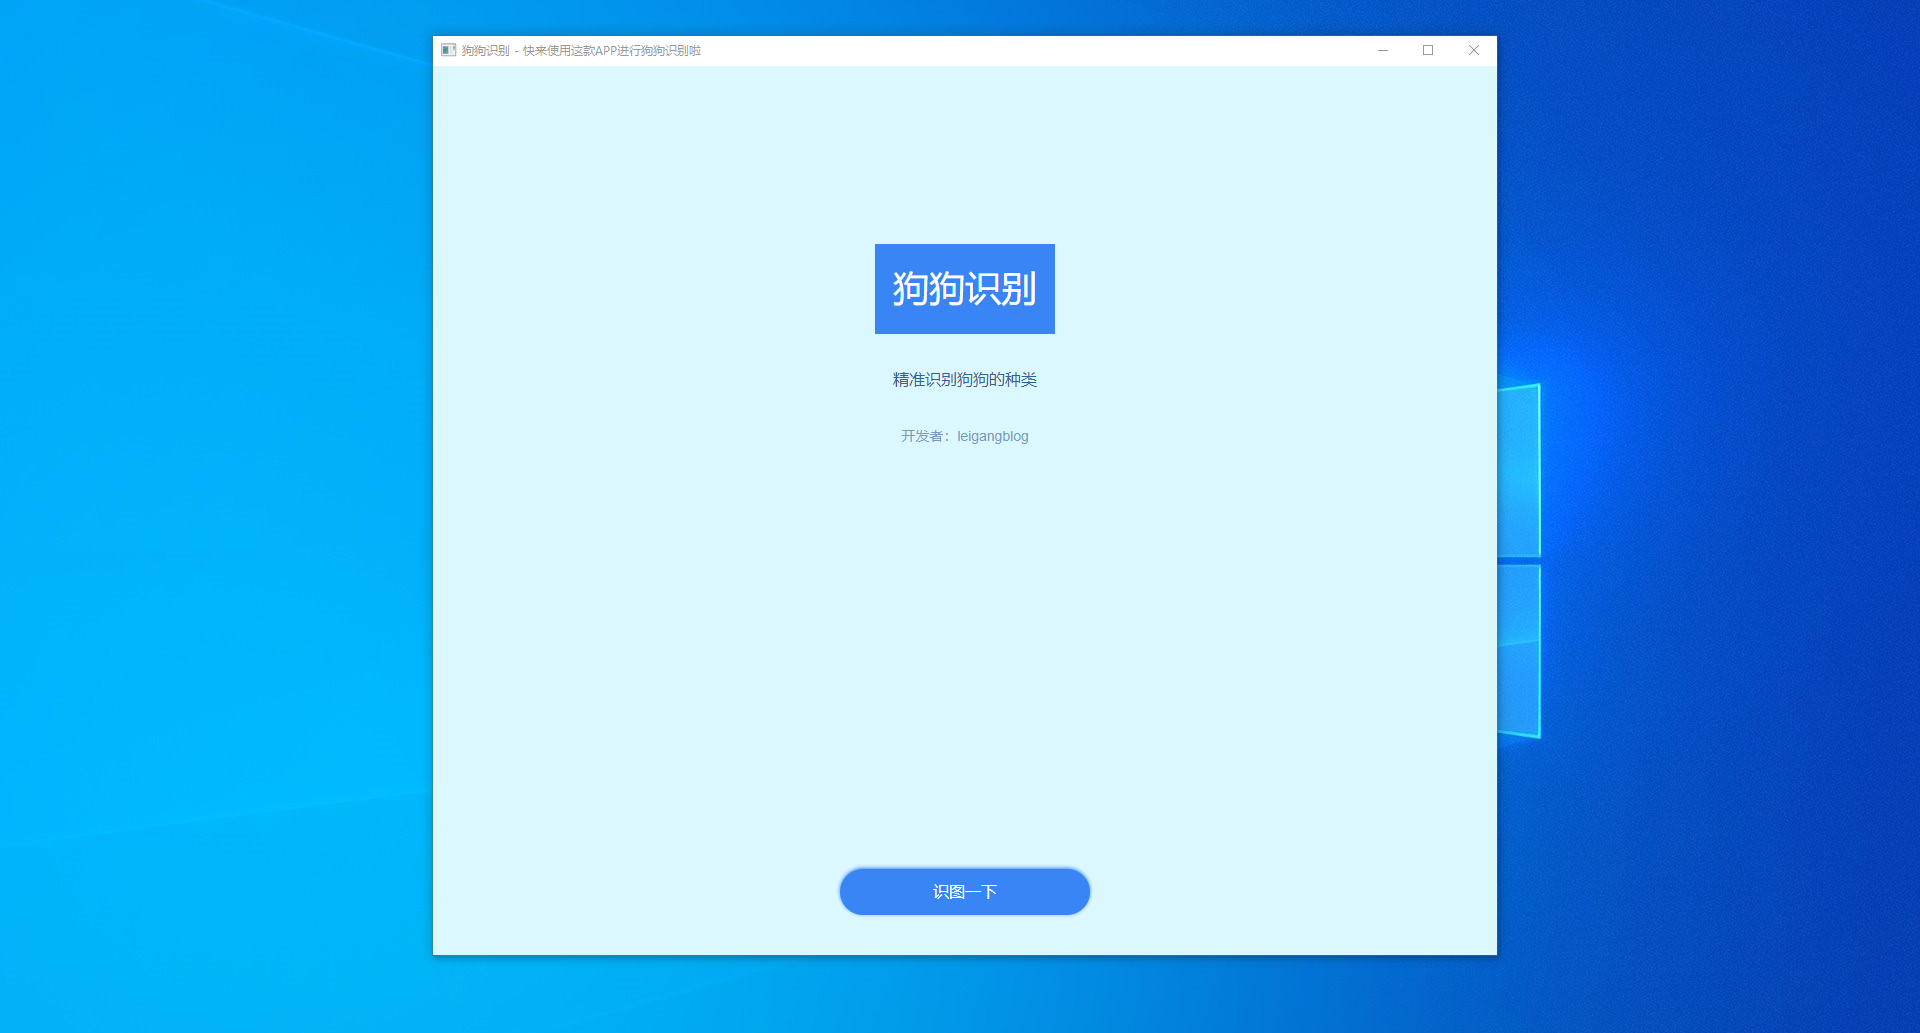 狗狗识别 - 快来使用这款APP进行狗狗识别啦
狗狗识别
精准识别狗狗的种类
开发者：leigangblog
识图一下